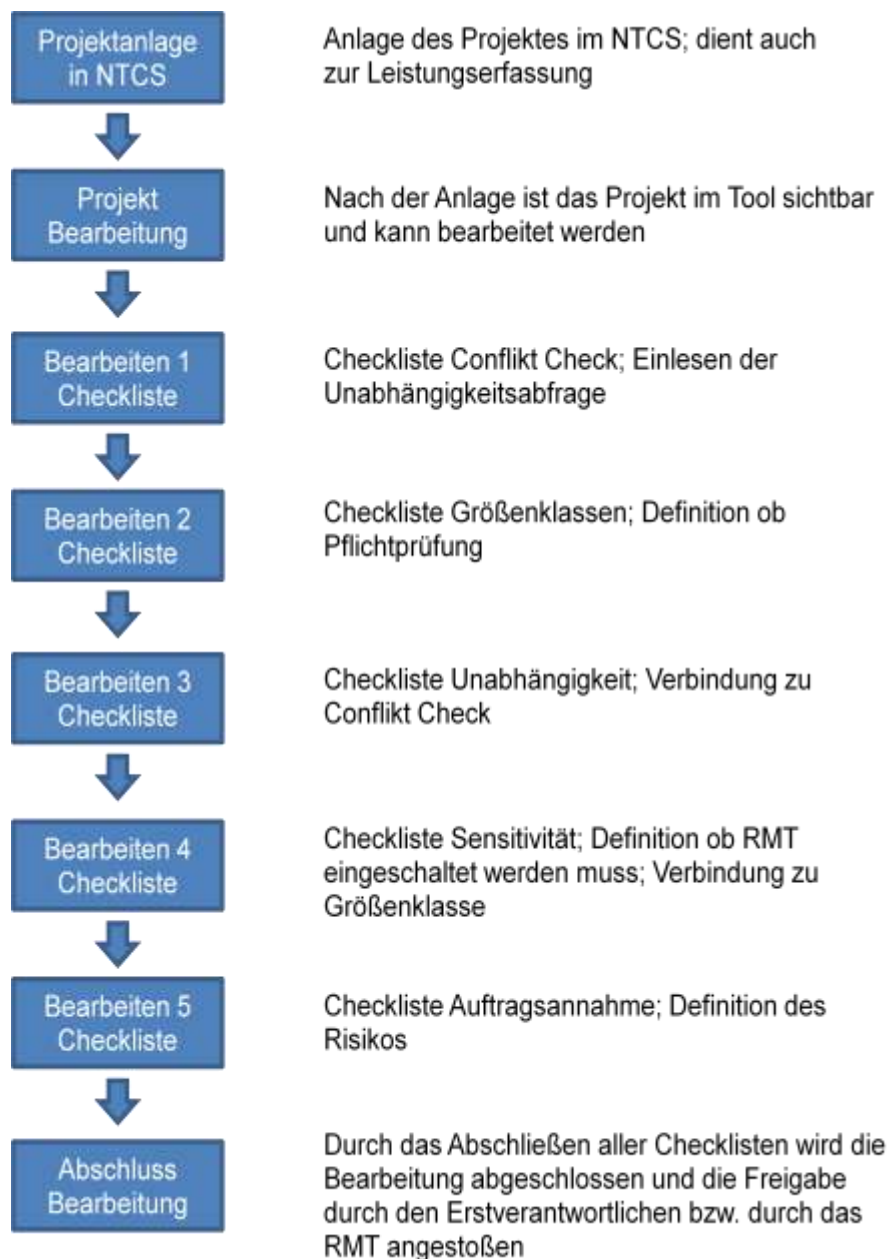 Projektanlage
in NTCS
Anlage des Projektes im NTCS; dient auch
zur Leistungserfassung
Projekt
Bearbeitung
Nach der Anlage ist das Projekt im Tool sichtbar
und kann bearbeitet werden
Bearbeiten 1
Checkliste
Checkliste Conflikt Check; Einlesen der
Unabhängigkeitsabfrage
Bearbeiten 2
Checkliste
Checkliste Größenklassen; Definition ob
Pflichtprüfung
Bearbeiten 3
Checkliste
Checkliste Unabhängigkeit; Verbindung zu
Conflikt Check
Bearbeiten 4
Checkliste
Checkliste Sensitivität; Definition ob RMT
eingeschaltet werden muss; Verbindung zu
Größenklasse
Bearbeiten 5
Checkliste
Checkliste Auftragsannahme; Definition des
Risikos
Abschluss
Bearbeitung
Durch das Abschließen aller Checklisten wird die
Bearbeitung abgeschlossen und die Freigabe
durch den Erstverantwortlichen bzw. durch das
RMT angestoßen